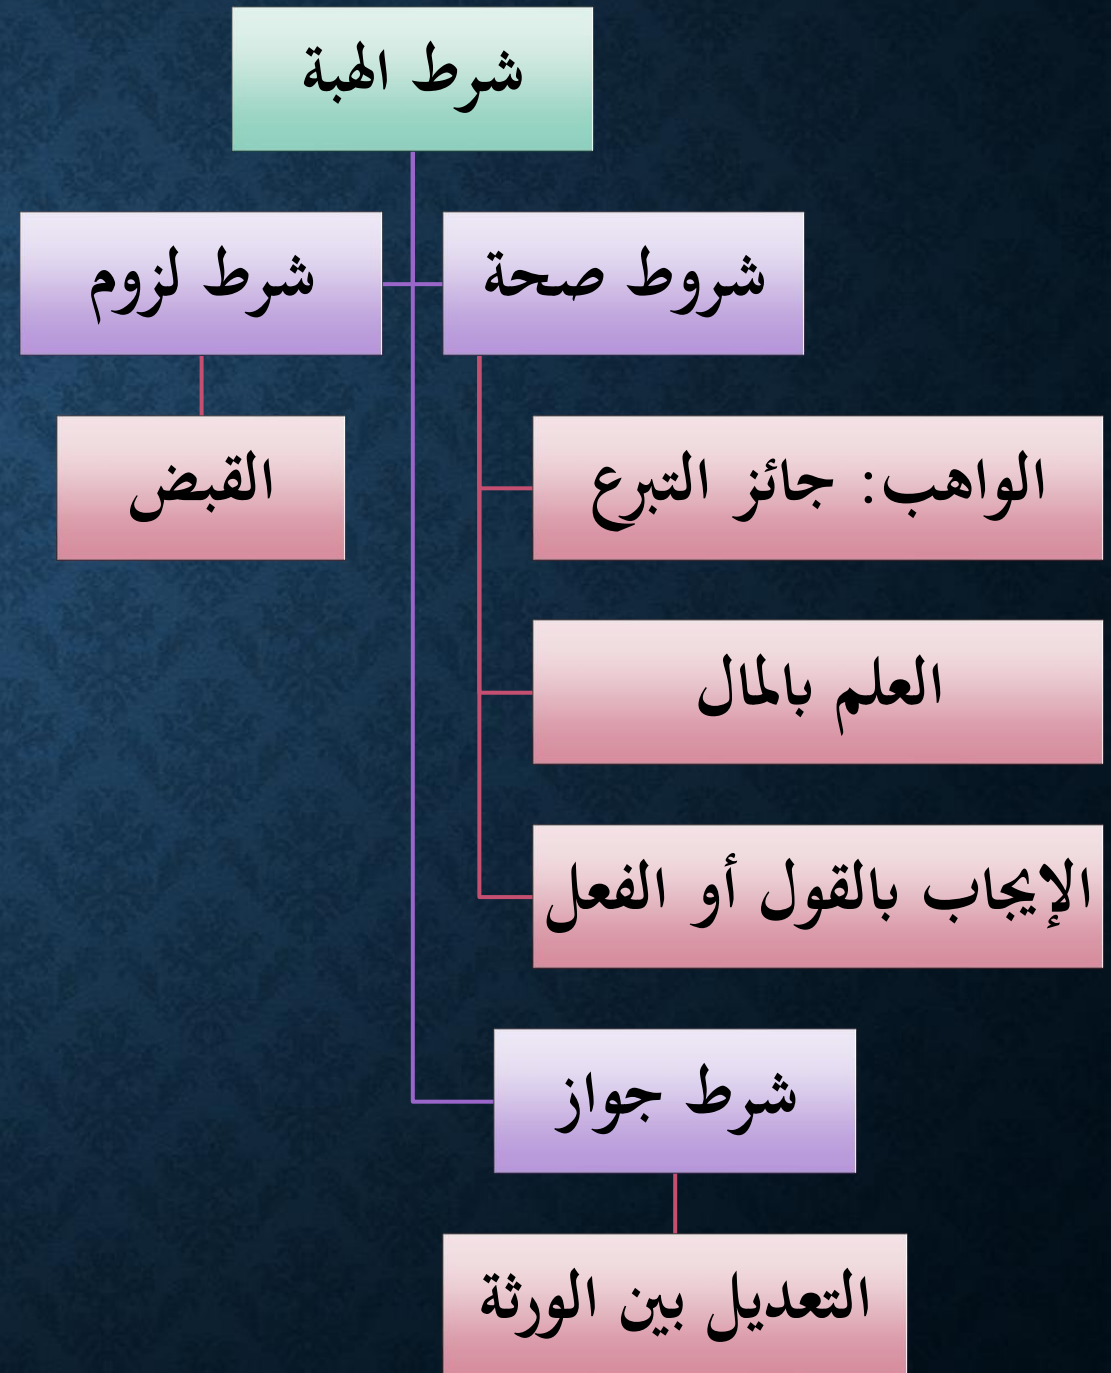 شرط الهبة
شروط صحة
شرط لزوم
الواهب: جائز التبرع
القبض
العلم بالمال
الإيجاب بالقول أو الفعل
شرط جواز
التعديل بين الورثة